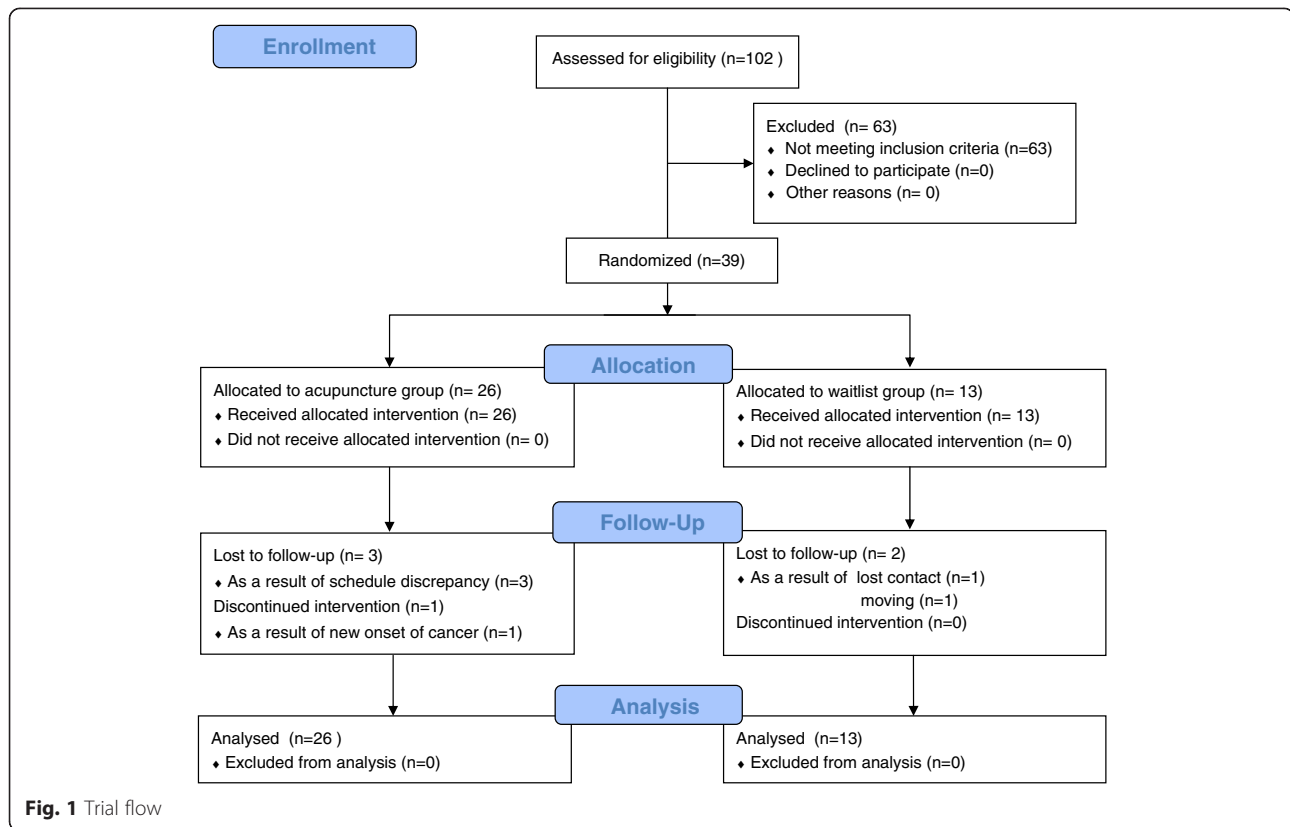 Enrollment
Assessed for eligibility (n=102 )
Excluded (n= 63)
♦ Not meeting inclusion criteria (n=63)
♦ Declined to participate (n=0)
♦ Other reasons (n= 0)
Randomized (n=39)
Allocation
Allocated to acupuncture group (n= 26)
♦ Received allocated intervention (n= 26)
♦ Did not receive allocated intervention (n= 0)
Allocated to waitlist group (n= 13)
♦ Received allocated intervention (n= 13)
♦ Did not receive allocated intervention (n= 0)
Follow-Up
Lost to follow-up (n= 3)
♦ As a result of schedule discrepancy (n=3)
Discontinued intervention (n=1)
♦ As a result of new onset of cancer (n=1)
Lost to follow-up (n= 2)
♦ As a result of lost contact (n=1)
moving (n=1)
Discontinued intervention (n=0)
Analysis
Analysed (n=26 )
♦ Excluded from analysis (n=0)
Analysed (n=13)
♦ Excluded from analysis (n=0)
Fig. 1 Trial flow